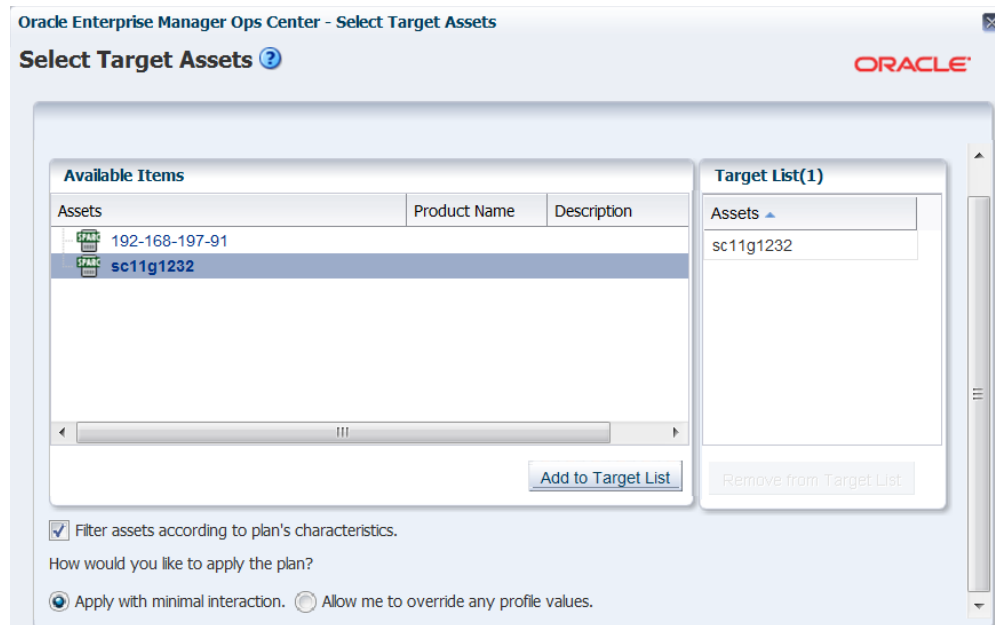 Oracle Enterprise Manager Ops Center - Select Target Assets
Select Target Assets ?
ORACLE
Available Items
Assets Product Name Description
SPARC 192-168-197-91
SPARC sc11g1232
Add to Target List
Target List(1)
Assets
sc11g1232
Remove from Target List
Filter assets according to plan's characteristics.
How would you like to apply the plan?
Apply with minimal interaction. Allow me to override any profile values.